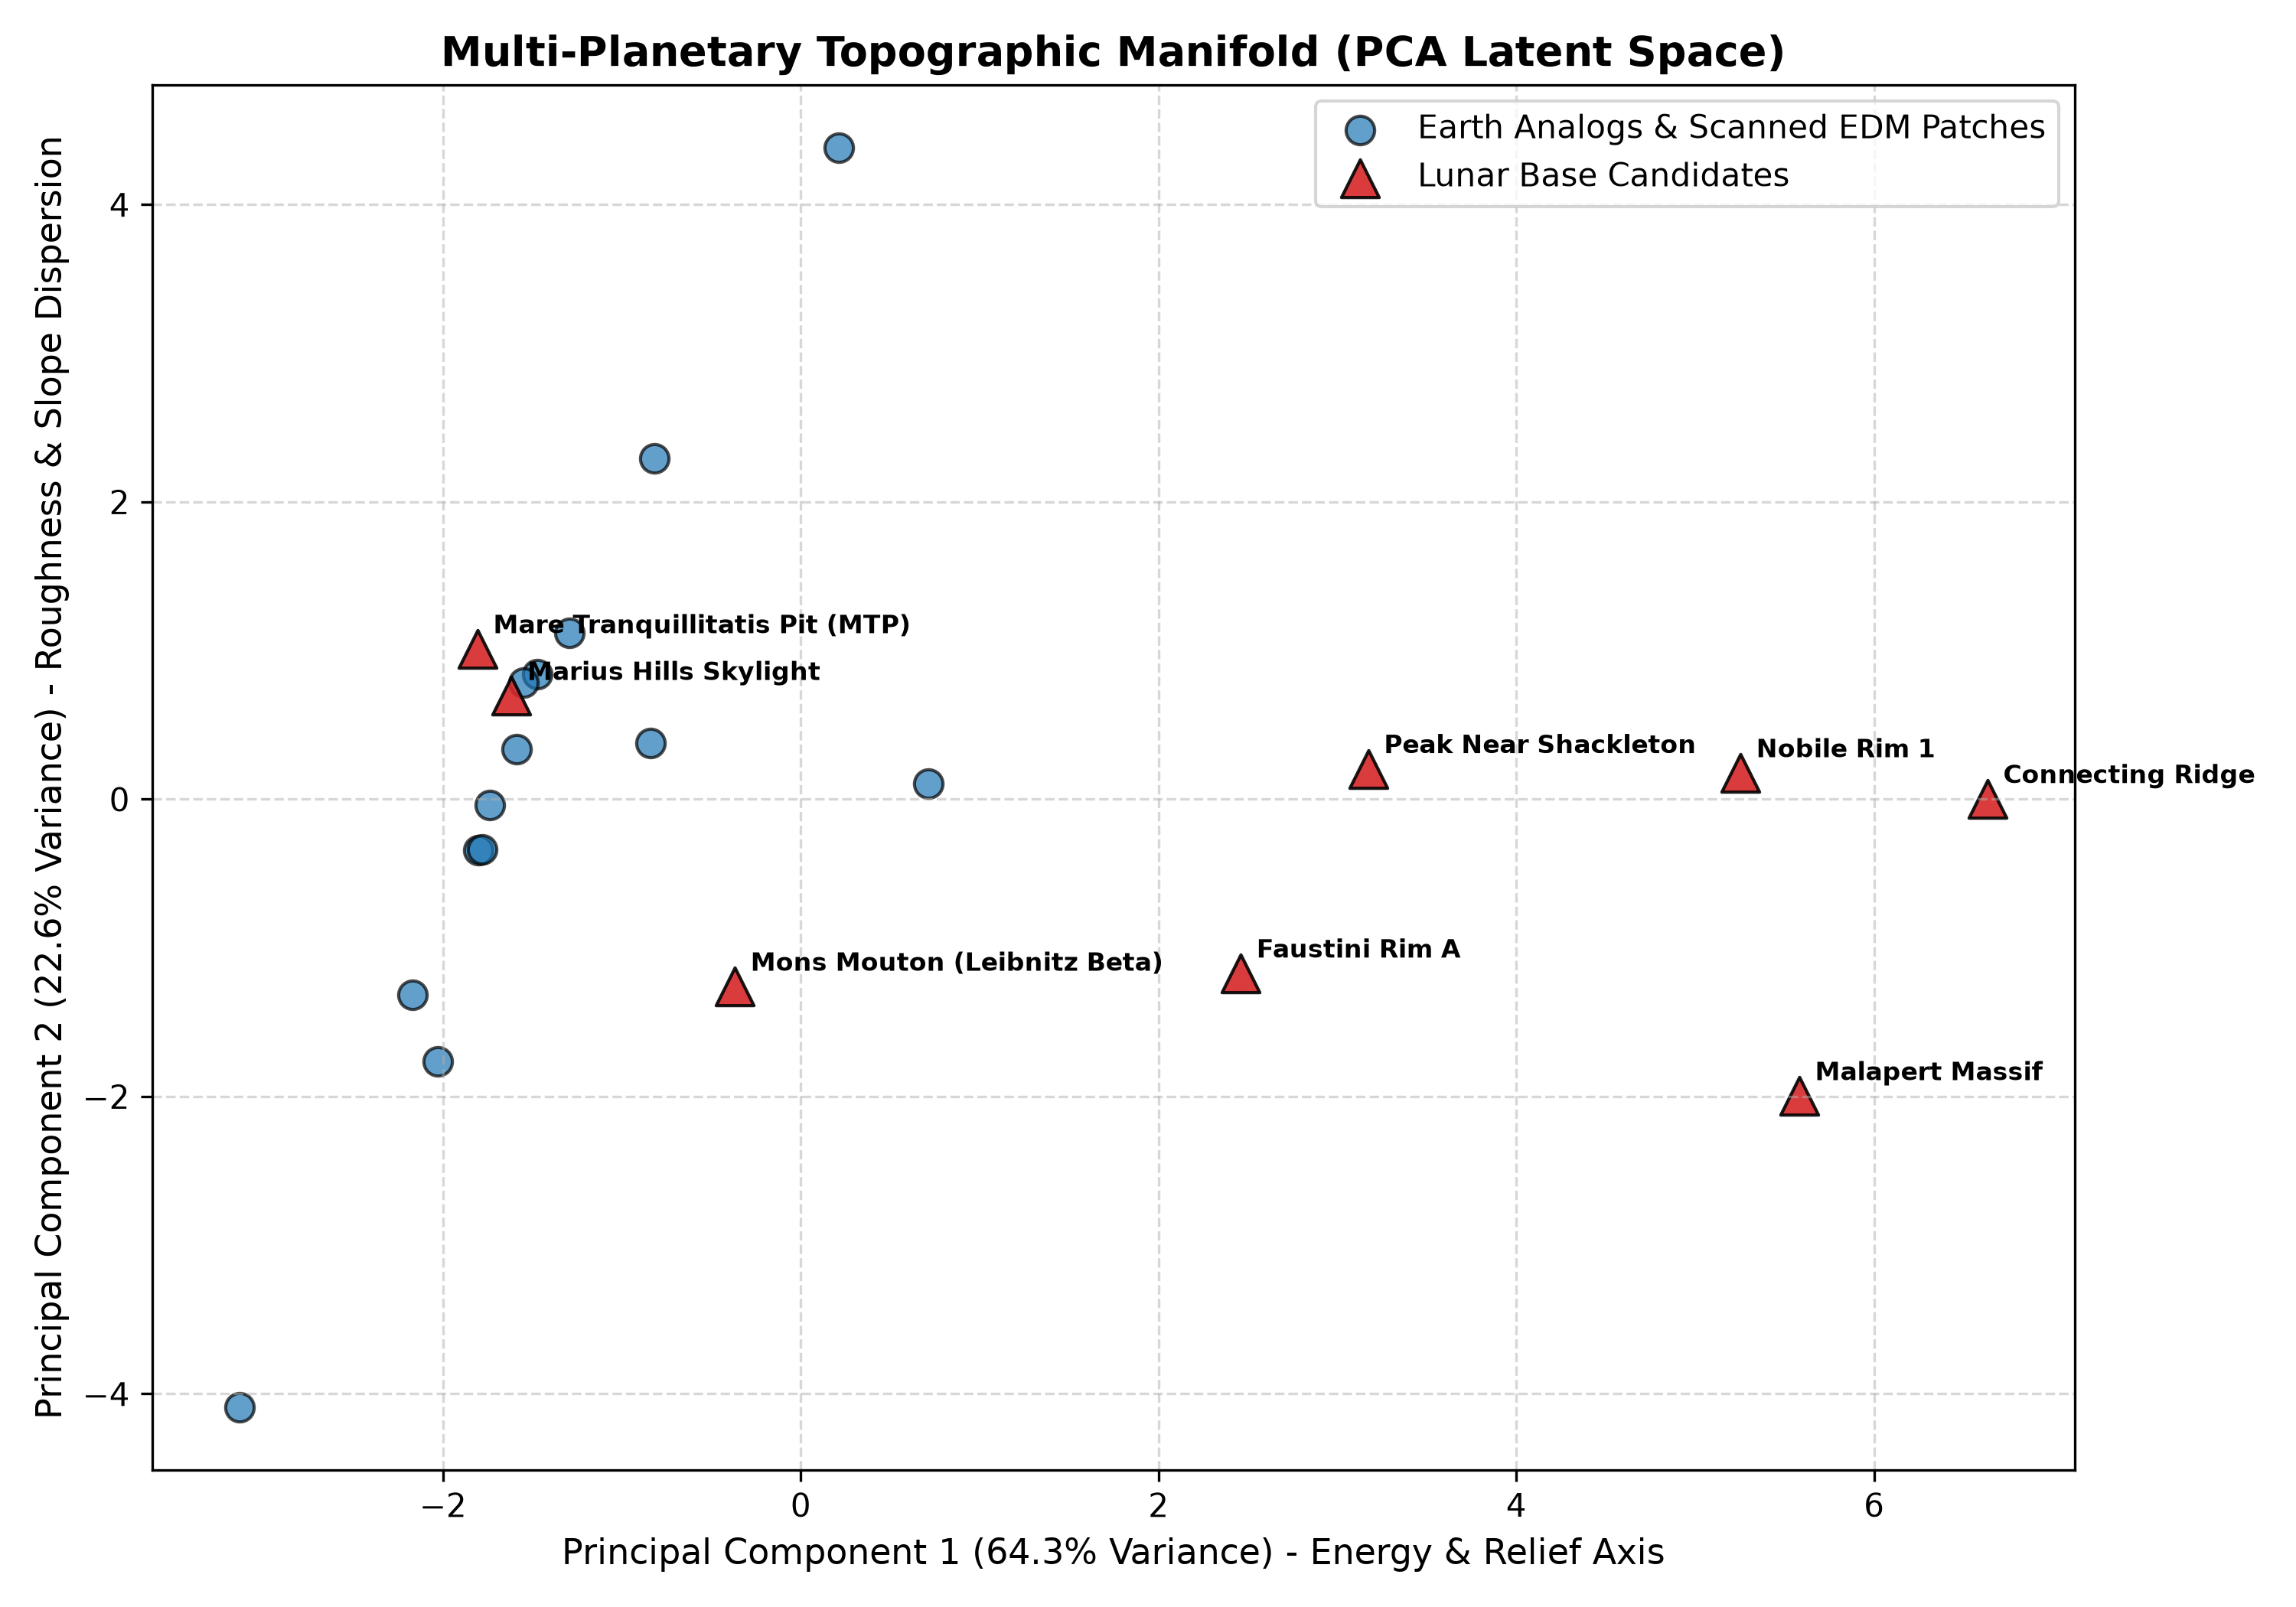 Multi-Planetary Topographic Manifold (PCA Latent Space)
Earth Analogs & Scanned EDM Patches
Lunar Base Candidates
Principal Component 2 (22.6% Variance) - Roughness & Slope Dispersion
4
2
0
−2
−4
Mare Tranquillitatis Pit (MTP)
Marius Hills Skylight
Peak Near Shackleton
Nobile Rim 1
Connecting Ridge
Mons Mouton (Leibnitz Beta)
Faustini Rim A
Malapert Massif
−2
0
2
4
6
Principal Component 1 (64.3% Variance) - Energy & Relief Axis